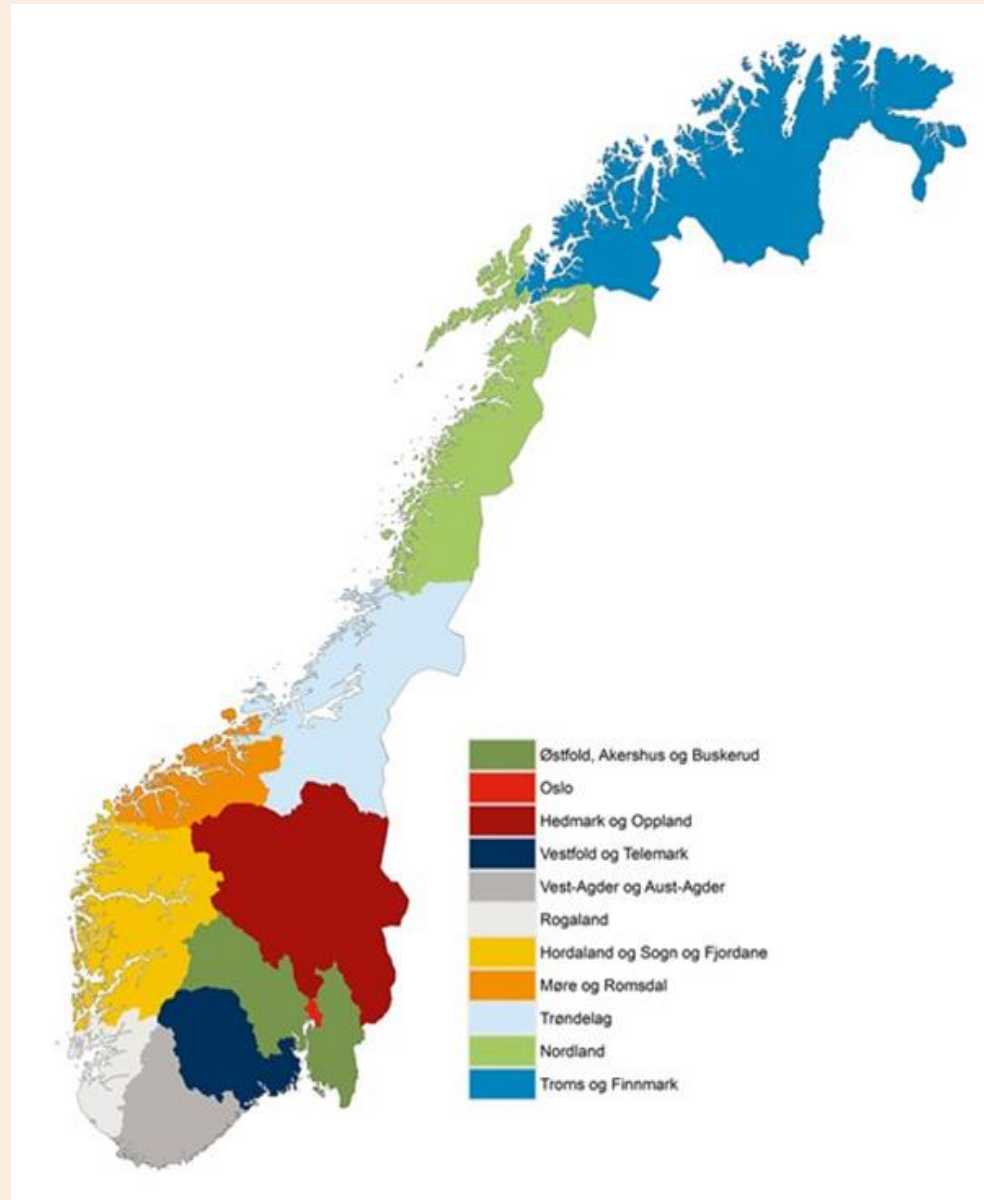 Østfold, Akershus og Buskerud
Oslo
Hedmark og Oppland
Vestfold og Telemark
Vest-Agder og Aust-Agder
Rogaland
Hordaland og Sogn og Fjordane
Møre og Romsdal
Trøndelag
Nordland
Troms og Finnmark